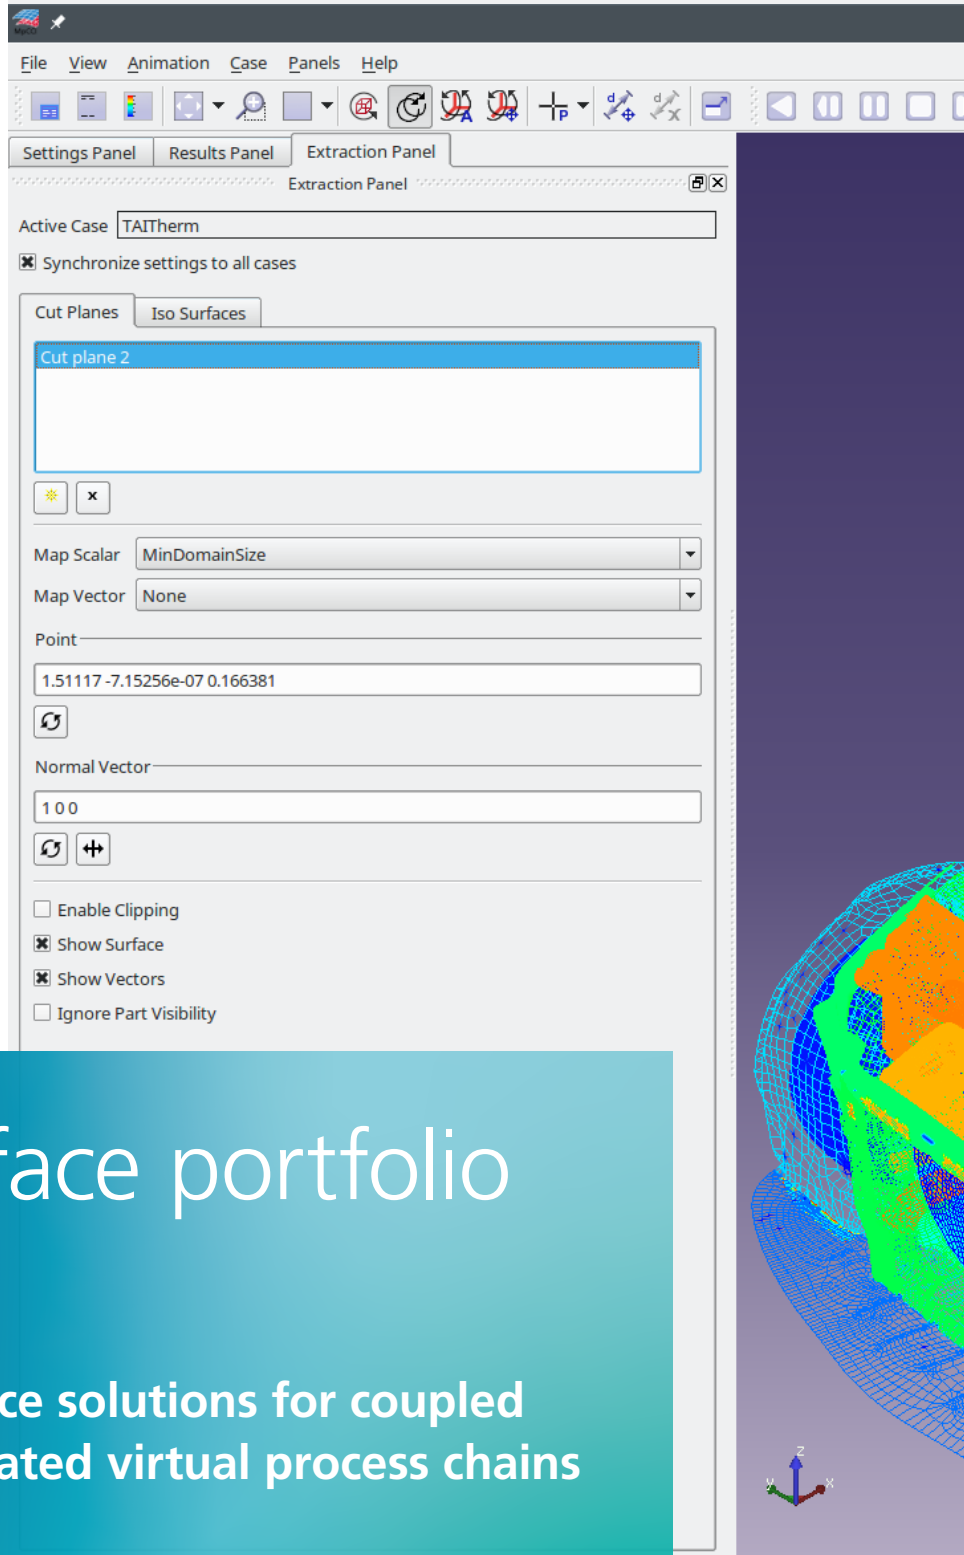 MpCCI
File View Animation Case Panels Help
Settings Panel Results Panel Extraction Panel
Extraction Panel
Active Case TAITherm
Synchronize settings to all cases
Cut Planes Iso Surfaces
Cut plane 2
Map Scalar MinDomainSize
Map Vector None
Point
1.51117 -7.15256e-07 0.166381
Normal Vector
1 0 0
Enable Clipping
Show Surface
Show Vectors
Ignore Part Visibility
face portfolio
ce solutions for coupled
ated virtual process chains
Z
Y X